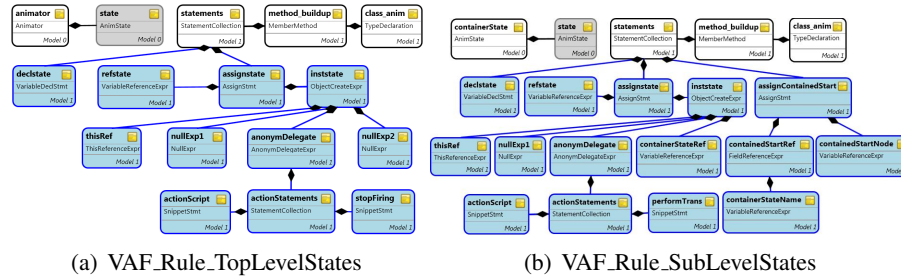 animator
Animator
Model 0
state
AnimState
Model 0
statements
StatementCollection
Model 1
method_buildup
MemberMethod
Model 1
class_anim
TypeDeclaration
Model 1
declstate
VariableDeclStmt
Model 1
refstate
VariableReferenceExpr
Model 1
assignstate
AssignStmt
Model 1
inststate
ObjectCreateExpr
Model 1
thisRef
ThisReferenceExpr
Model 1
nullExp1
NullExpr
Model 1
anonymDelegate
AnonymDelegateExpr
Model 1
nullExp2
NullExpr
Model 1
actionScript
SnippetStmt
Model 1
actionStatements
StatementCollection
Model 1
stopFiring
SnippetStmt
Model 1
(a) VAF_Rule_TopLevelStates
containerState
AnimState
Model 0
state
AnimState
Model 0
statements
StatementCollection
Model 1
method_buildup
MemberMethod
Model 1
class_anim
TypeDeclaration
Model 1
declstate
VariableDeclStmt
Model 1
refstate
VariableReferenceExpr
Model 1
assignstate
AssignStmt
Model 1
inststate
ObjectCreateExpr
Model 1
assignContainedStart
AssignStmt
Model 1
thisRef
ThisReferenceExpr
Model 1
nullExp1
NullExpr
Model 1
anonymDelegate
AnonymDelegateExpr
Model 1
containerStateRef
VariableReferenceExpr
Model 1
containedStartRef
FieldReferenceExpr
Model 1
containedStartNode
VariableReferenceExpr
Model 1
actionScript
SnippetStmt
Model 1
actionStatements
StatementCollection
Model 1
performTrans
SnippetStmt
Model 1
containerStateName
VariableReferenceExpr
Model 1
(b) VAF_Rule_SubLevelStates